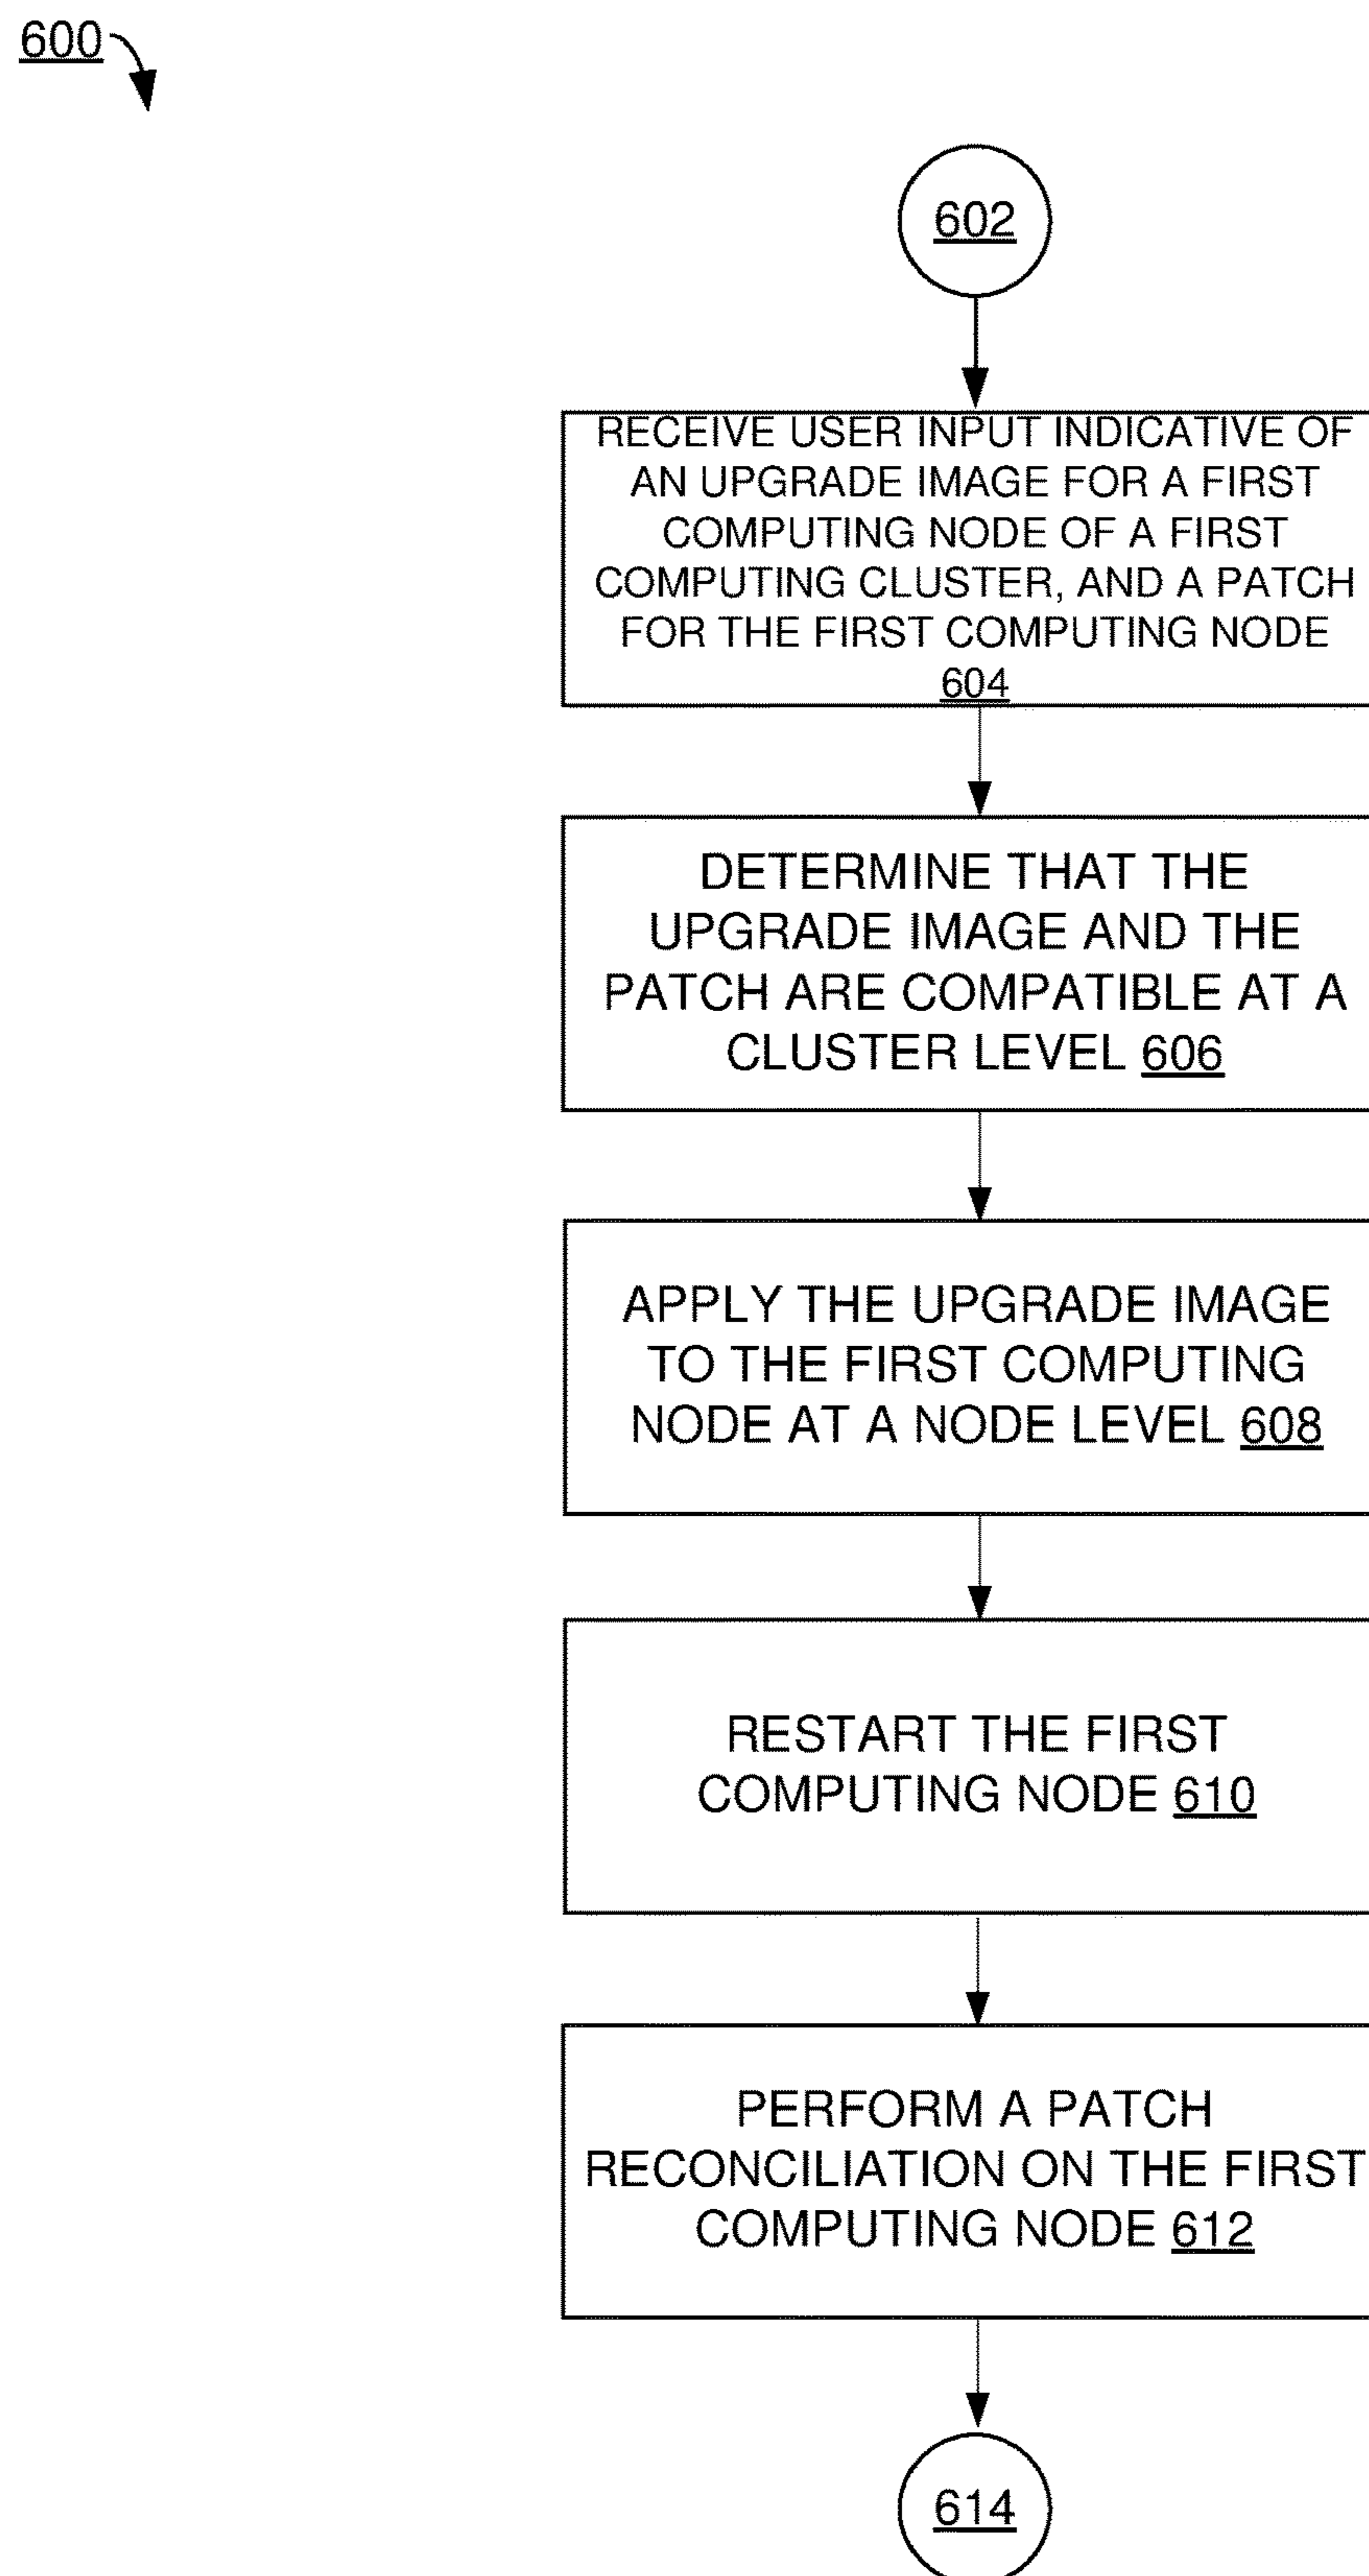 600
602
RECEIVE USER INPUT INDICATIVE OF
AN UPGRADE IMAGE FOR A FIRST
COMPUTING NODE OF A FIRST
COMPUTING CLUSTER, AND A PATCH
FOR THE FIRST COMPUTING NODE
604
DETERMINE THAT THE
UPGRADE IMAGE AND THE
PATCH ARE COMPATIBLE AT A
CLUSTER LEVEL 606
APPLY THE UPGRADE IMAGE
TO THE FIRST COMPUTING
NODE AT A NODE LEVEL 608
RESTART THE FIRST
COMPUTING NODE 610
PERFORM A PATCH
RECONCILIATION ON THE FIRST
COMPUTING NODE 612
614